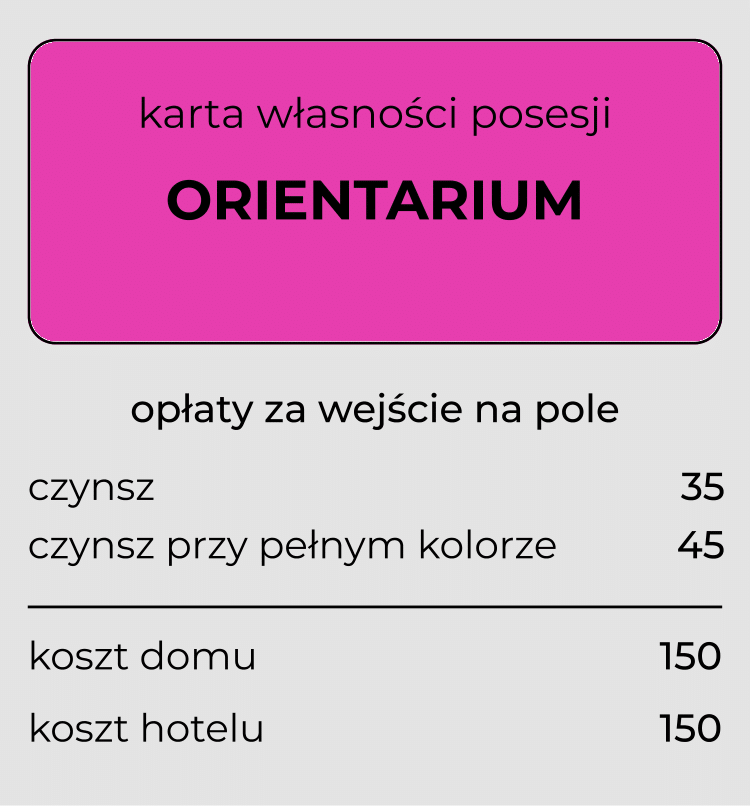 karta własności posesji
ORIENTARIUM
opłaty za wejście na pole
czynsz 35
czynsz przy pełnym kolorze 45
koszt domu 150
koszt hotelu 150